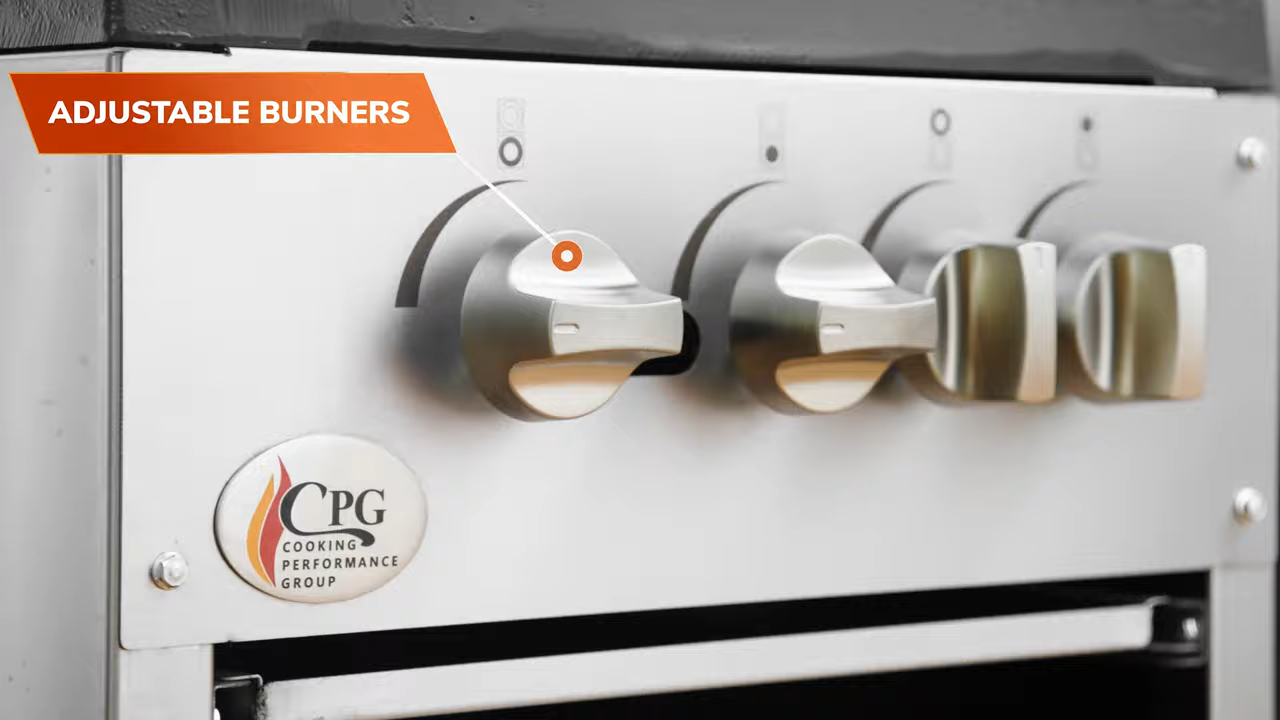 ADJUSTABLE BURNERS
CPG
COOKING
PERFORMANCE
GROUP